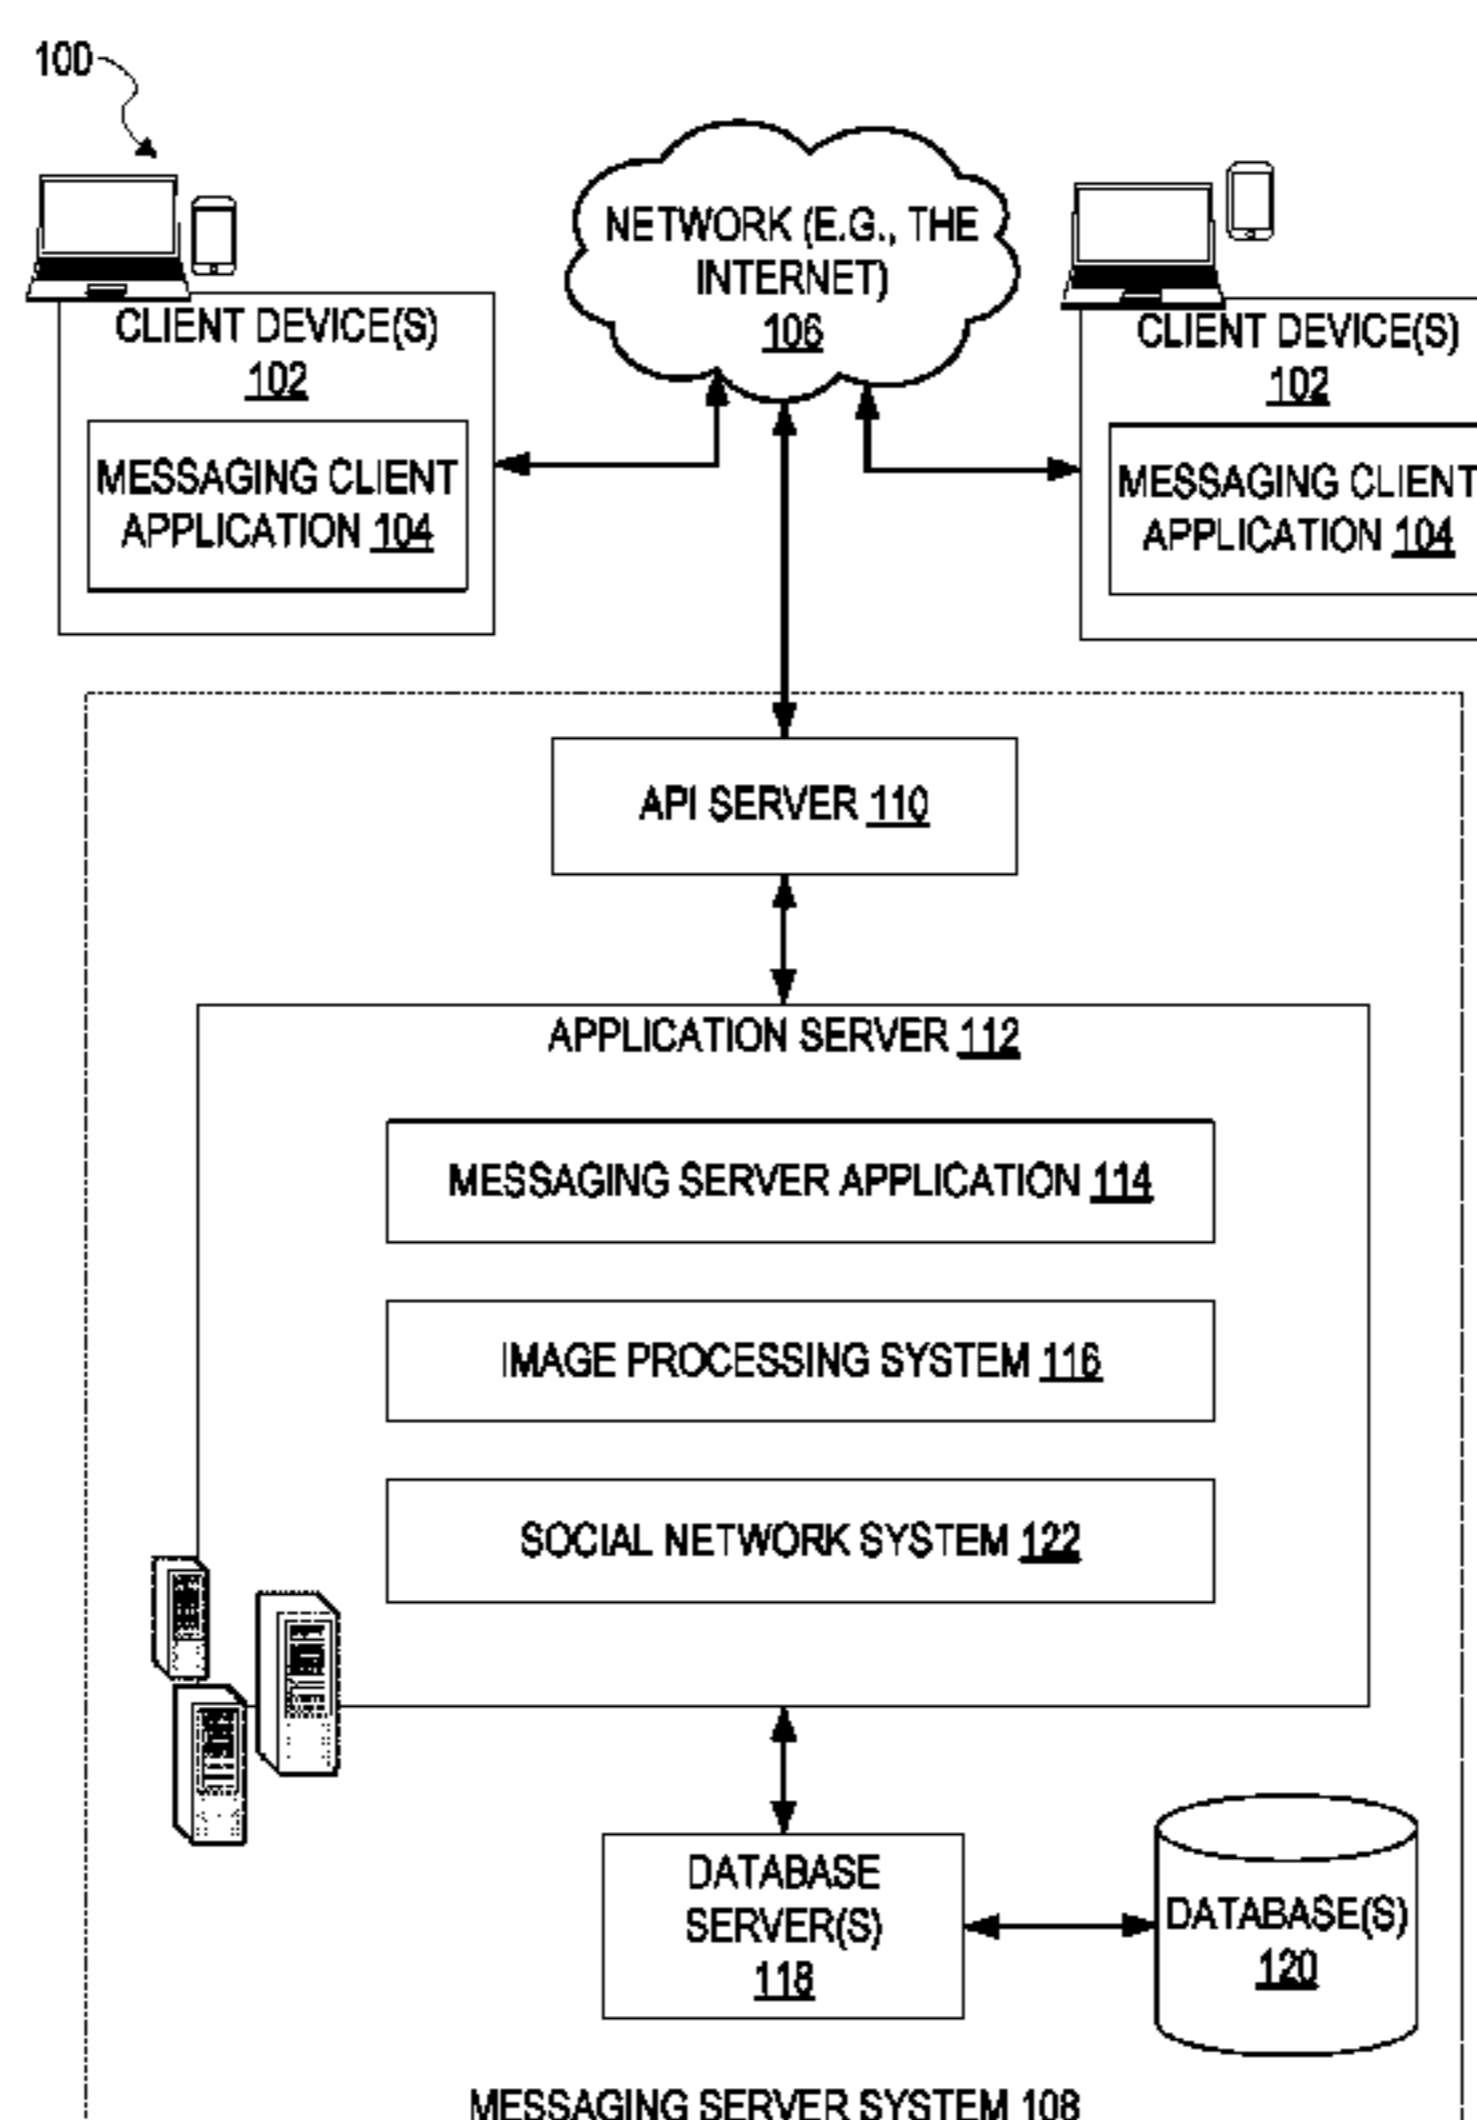 100
NETWORK (E.G., THE
INTERNET)
106
CLIENT DEVICE(S)
102
MESSAGING CLIENT
APPLICATION 104
CLIENT DEVICE(S)
102
MESSAGING CLIENT
APPLICATION 104
API SERVER 110
APPLICATION SERVER 112
MESSAGING SERVER APPLICATION 114
IMAGE PROCESSING SYSTEM 116
SOCIAL NETWORK SYSTEM 122
DATABASE
SERVER(S)
118
DATABASE(S)
120
MESSAGING SERVER SYSTEM 108